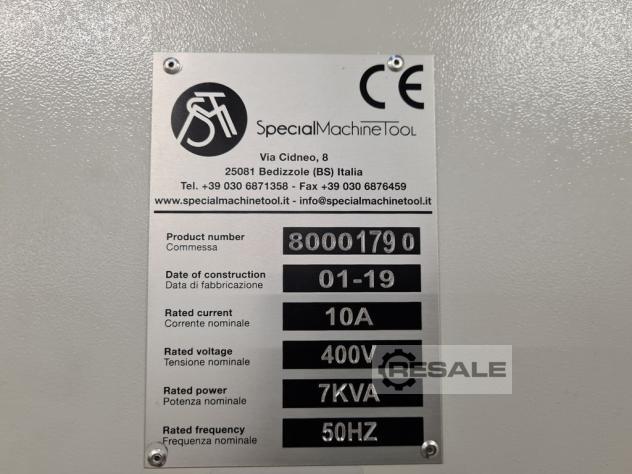 SMT
CE
SpecialMachineTool
Via Cidneo, 8
25081 Bedizzole (BS) Italia
Tel. +39 030 6871358 - Fax +39 030 6876459
www.specialmachinetool.it - info@specialmachinetool.it
Product number
Commessa
80001790
Date of construction
Data di fabbricazione
01-19
Rated current
Corrente nominale
10A
Rated voltage
Tensione nominale
400V
RESALE
Rated power
Potenza nominale
7KVA
Rated frequency
Frequenza nominale
50HZ